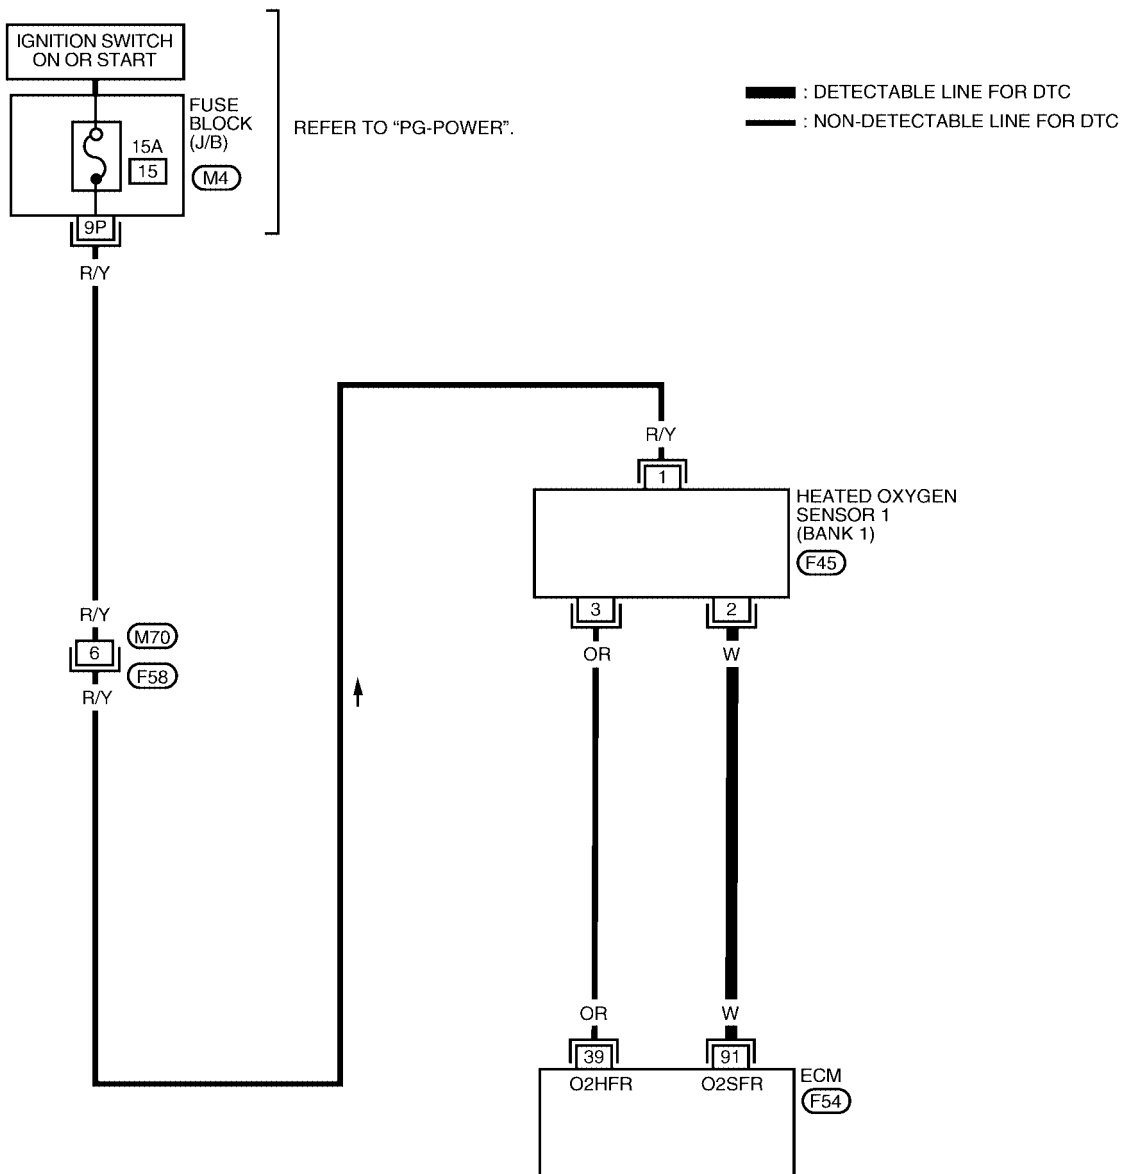 IGNITION SWITCH
ON OR START
FUSE
BLOCK
(J/B)
15A
15
M4
9P
R/Y
REFER TO “PG-POWER”.
: DETECTABLE LINE FOR DTC
: NON-DETECTABLE LINE FOR DTC
R/Y
1
HEATED OXYGEN
SENSOR 1
(BANK 1)
F45
3
2
OR
W
R/Y
6
M70
F58
R/Y
OR
W
39
91
O2HFR
O2SFR
ECM
F54